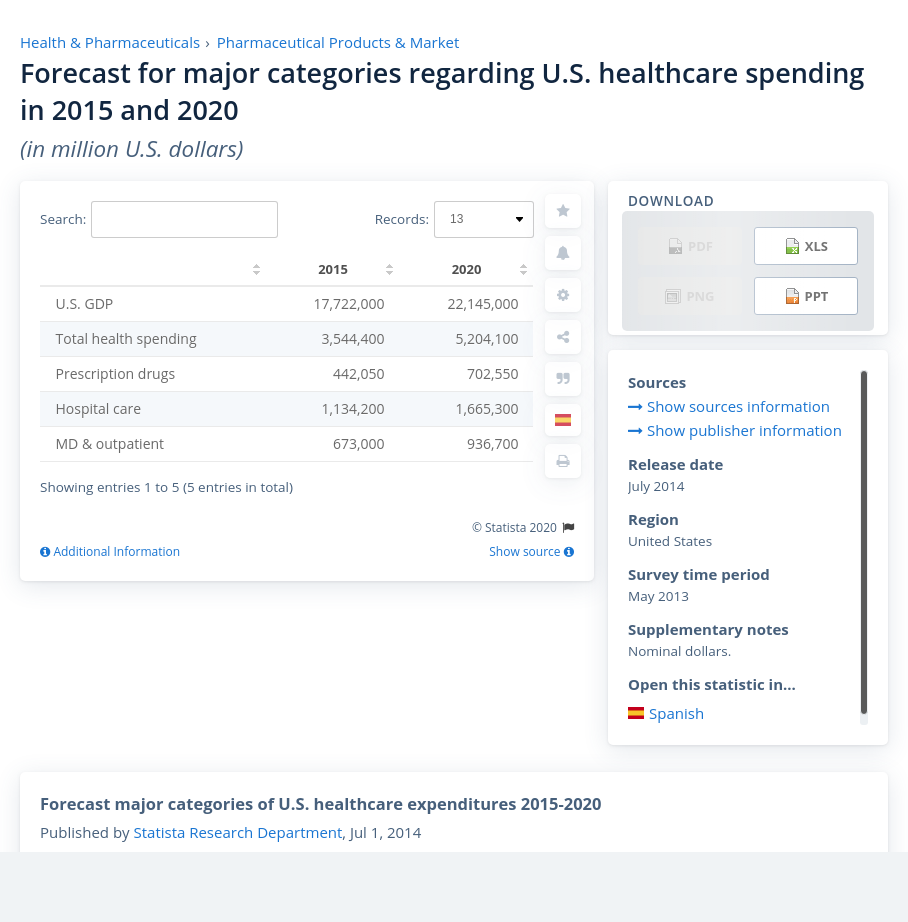 Health & Pharmaceuticals › Pharmaceutical Products & Market
Forecast for major categories regarding U.S. healthcare spending
in 2015 and 2020
(in million U.S. dollars)
Search:
Records: 13
2015 2020
U.S. GDP 17,722,000 22,145,000
Total health spending 3,544,400 5,204,100
Prescription drugs 442,050 702,550
Hospital care 1,134,200 1,665,300
MD & outpatient 673,000 936,700
Showing entries 1 to 5 (5 entries in total)
© Statista 2020
Additional Information
Show source
DOWNLOAD
PDF XLS
PNG PPT
Sources
Show sources information
Show publisher information
Release date
July 2014
Region
United States
Survey time period
May 2013
Supplementary notes
Nominal dollars.
Open this statistic in...
Spanish
Forecast major categories of U.S. healthcare expenditures 2015-2020
Published by Statista Research Department, Jul 1, 2014